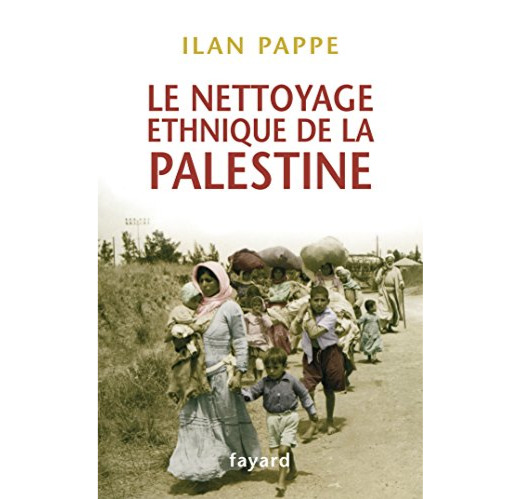 ILAN PAPPE
LE NETTOYAGE
ETHNIQUE DE LA
PALESTINE
fayard